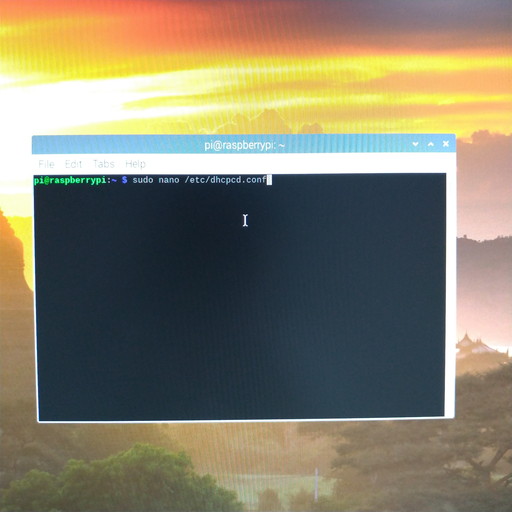 pi@raspberrypi: ~
File Edit Tabs Help
pi@raspberrypi:~ $ sudo nano /etc/dhcpcd.conf